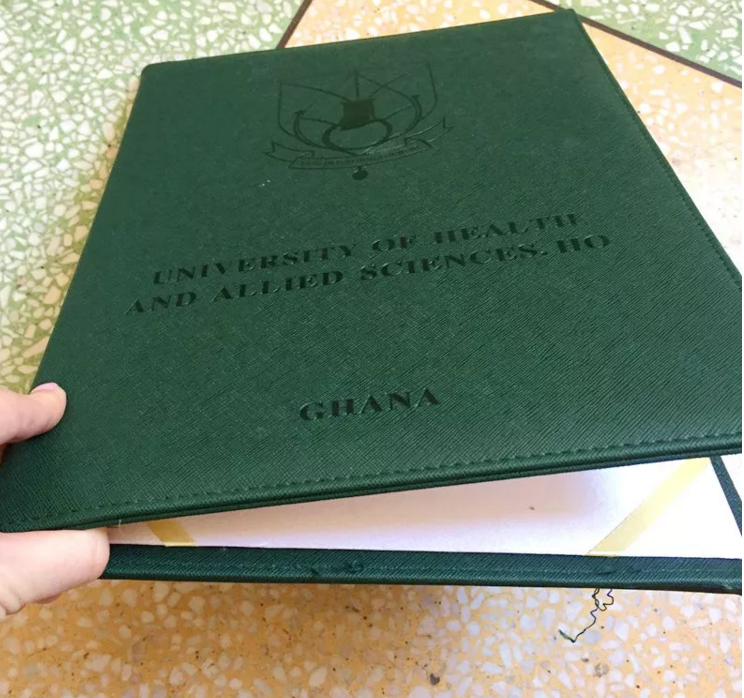 UNIVERSITY OF HEALTH
AND ALLIED SCIENCES, HO
GHANA